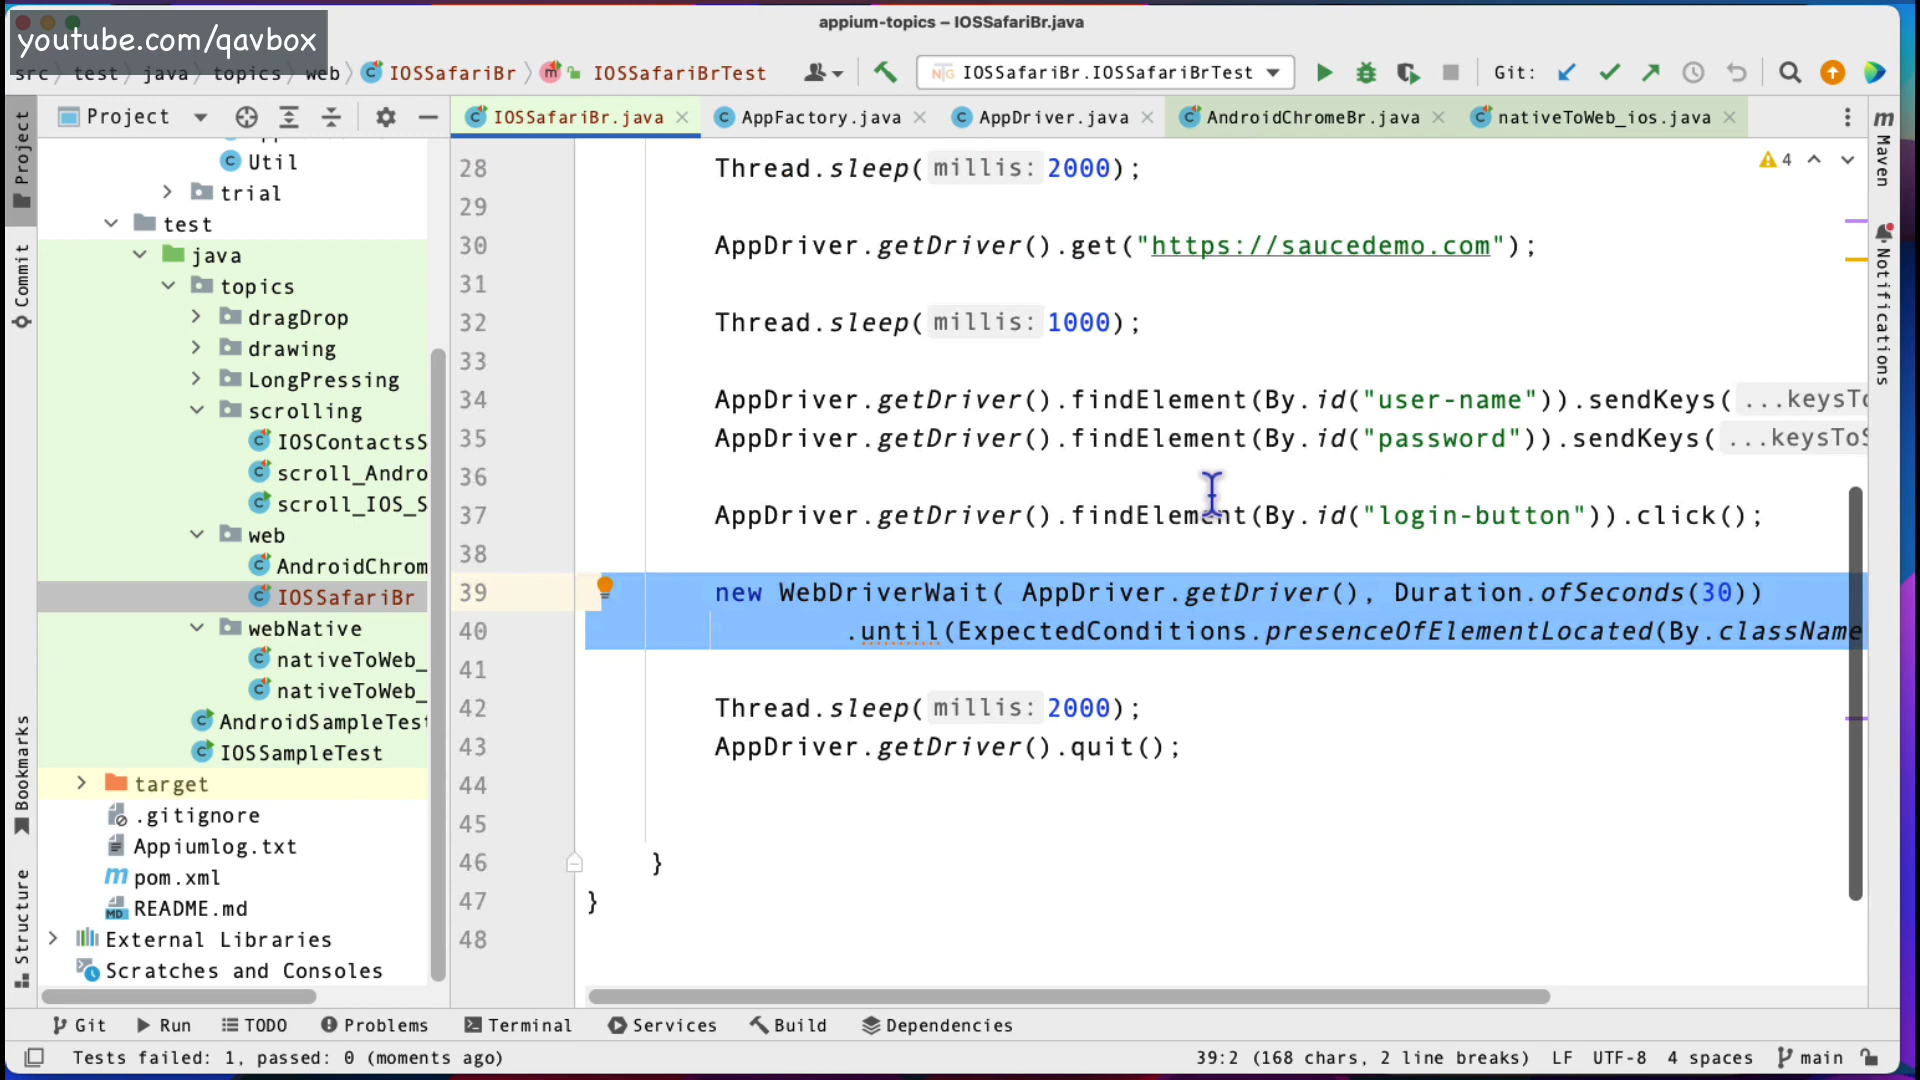 appium-topics – IOSSafariBr.java
youtube.com/qavbox
src test java topics web IOSSafariBr m IOSSafariBrTest IOSSafariBr.IOSSafariBrTest Git:
Project
IOSSafariBr.java
AppFactory.java
AppDriver.java
AndroidChromeBr.java
nativeToWeb_ios.java
Project
Commit
Bookmarks
Structure
m Maven
Notifications
Util
trial
test
java
topics
dragDrop
drawing
LongPressing
scrolling
IOSContactsS
scroll_Andro
scroll_IOS_S
web
AndroidChrom
IOSSafariBr
webNative
nativeToWeb_
nativeToWeb_
AndroidSampleTest
IOSSampleTest
target
.gitignore
Appiumlog.txt
pom.xml
README.md
External Libraries
Scratches and Consoles
4
28 Thread.sleep( millis: 2000);
29
30 AppDriver.getDriver().get("https://saucedemo.com");
31
32 Thread.sleep( millis: 1000);
33
34 AppDriver.getDriver().findElement(By.id("user-name")).sendKeys( ...keysTo
35 AppDriver.getDriver().findElement(By.id("password")).sendKeys( ...keysToS
36
37 AppDriver.getDriver().findElement(By.id("login-button")).click();
38
39 new WebDriverWait( AppDriver.getDriver(), Duration.ofSeconds(30))
40 .until(ExpectedConditions.presenceOfElementLocated(By.className
41
42 Thread.sleep( millis: 2000);
43 AppDriver.getDriver().quit();
44
45
46 }
47 }
48
Git Run TODO Problems Terminal Services Build Dependencies
Tests failed: 1, passed: 0 (moments ago) 39:2 (168 chars, 2 line breaks) LF UTF-8 4 spaces main